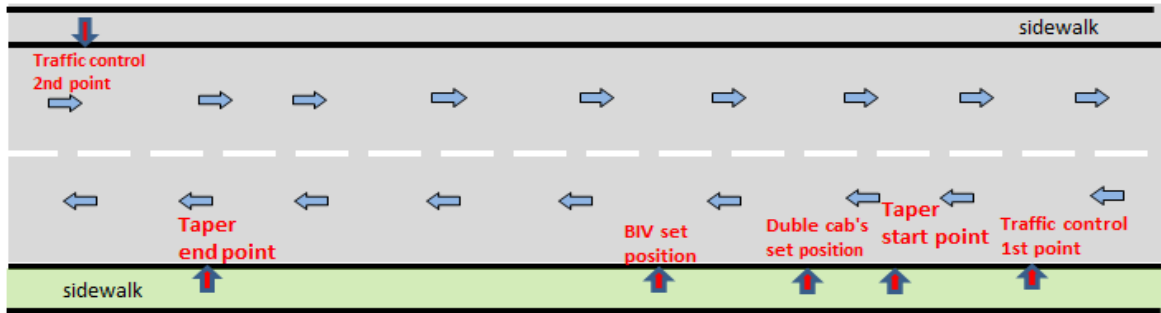 sidewalk
Traffic control
2nd point
Taper
end point
BIV set
position
Duble cab's
set position
Taper
start point
Traffic control
1st point
sidewalk